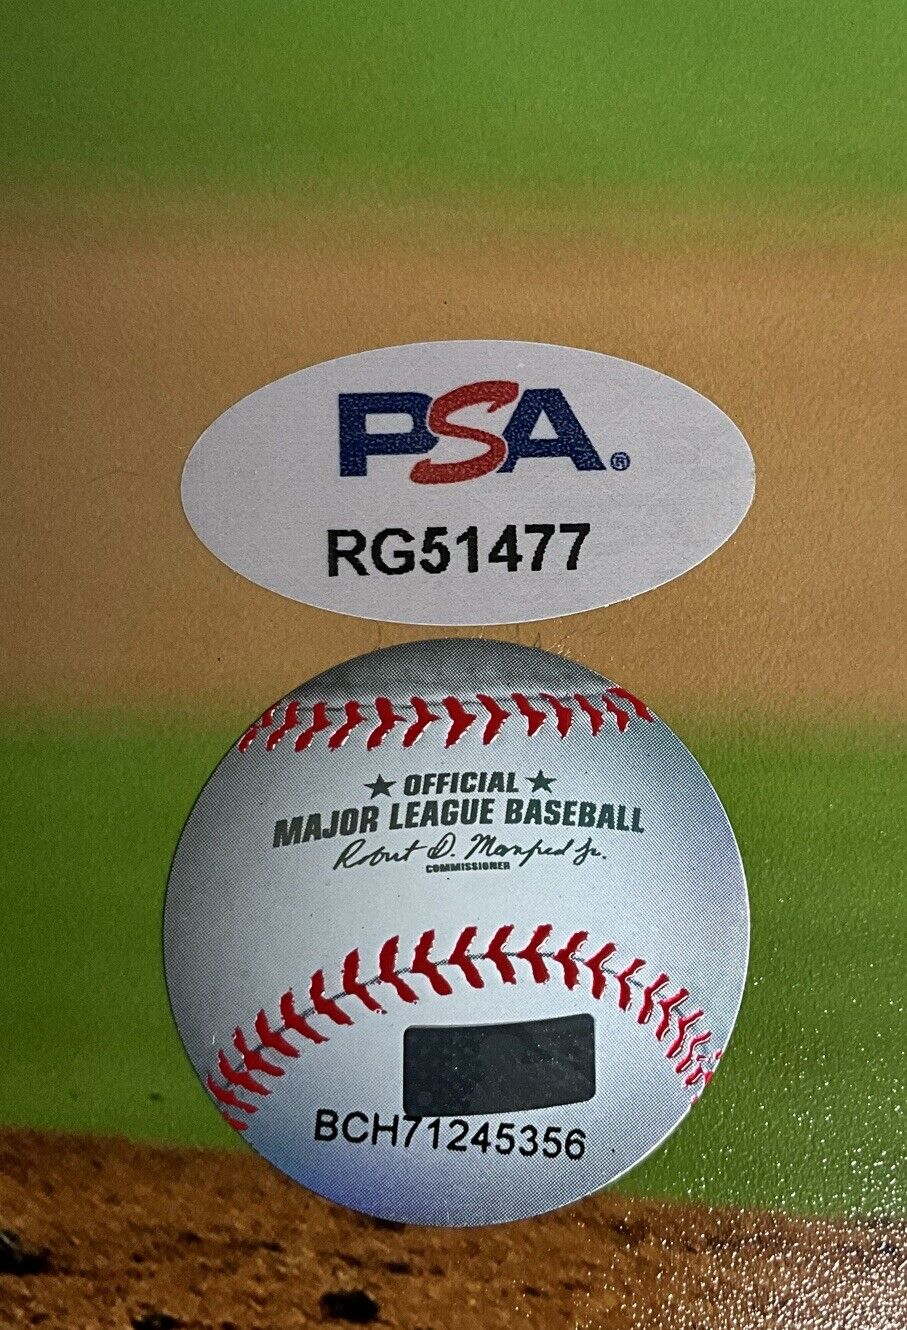 PSA®
RG51477
★ OFFICIAL ★
MAJOR LEAGUE BASEBALL
Robert D. Manfred Jr.
COMMISSIONER
BCH71245356